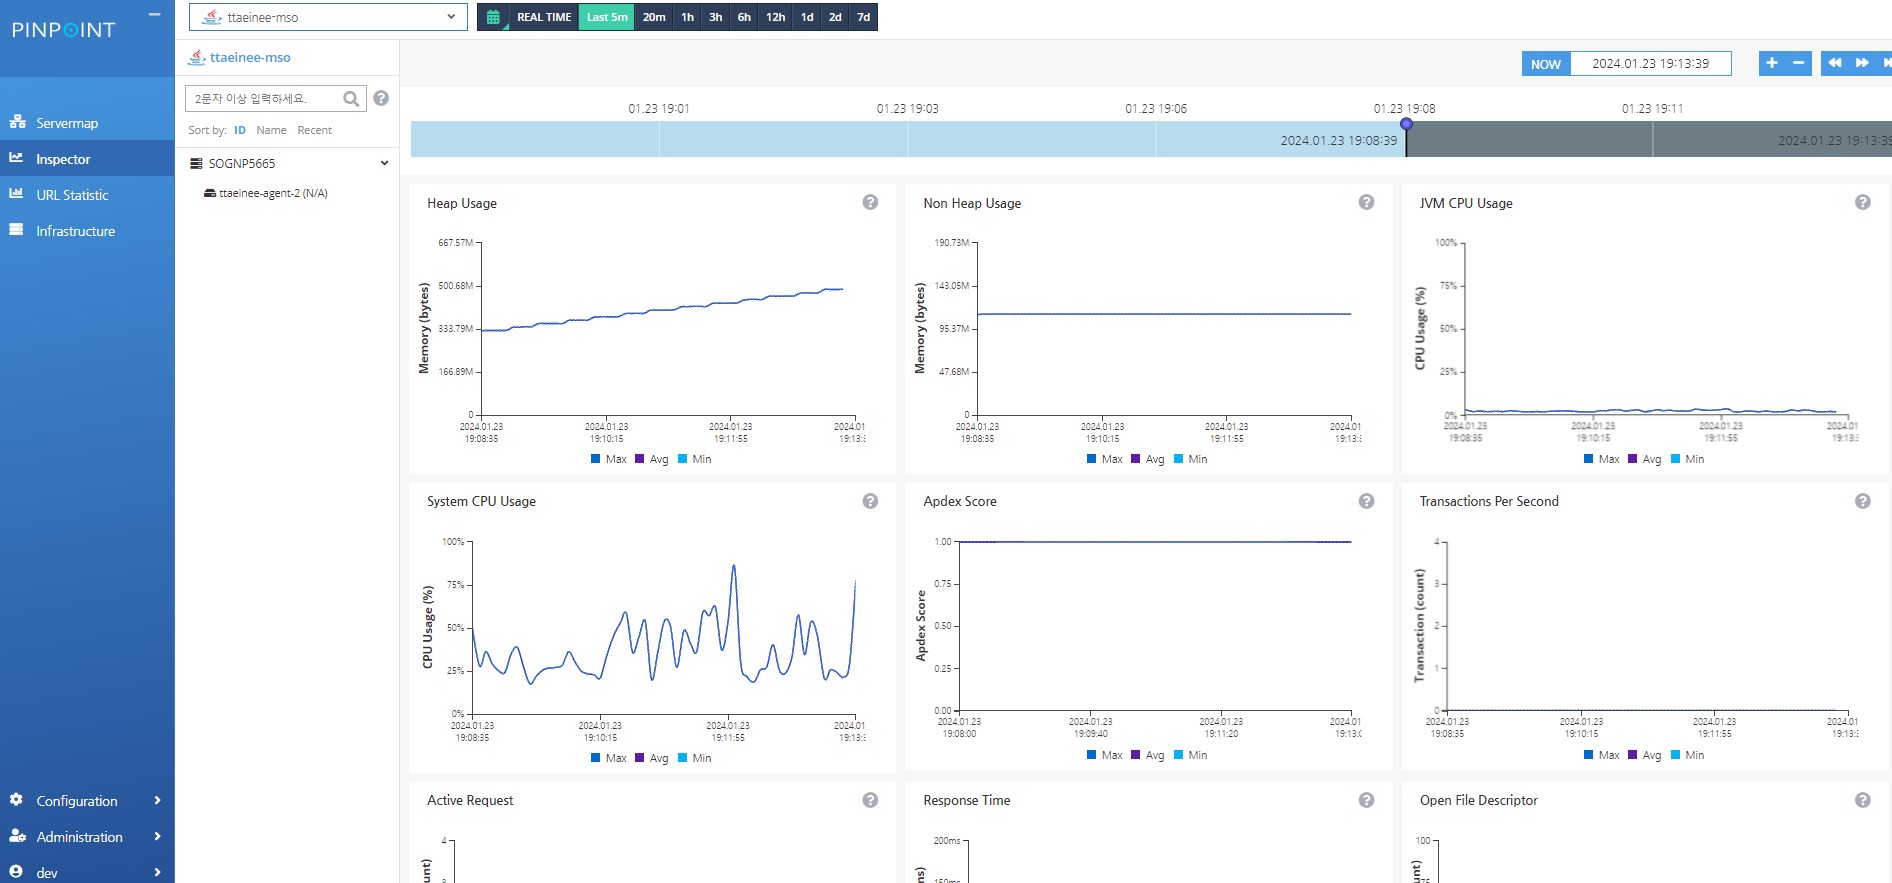 PINPOINT
ttaeinee-mso
REAL TIME Last 5m 20m 1h 3h 6h 12h 1d 2d 7d
ttaeinee-mso
NOW 2024.01.23 19:13:39
2문자 이상 입력하세요.
Sort by: ID Name Recent
SOGNP5665
ttaeinee-agent-2 (N/A)
Servermap
Inspector
URL Statistic
Infrastructure
Configuration
Administration
dev
01.23 19:01 01.23 19:03 01.23 19:06 01.23 19:08 01.23 19:11
2024.01.23 19:08:39 2024.01.23 19:13:39
Heap Usage
Memory (bytes)
667.57M
500.68M
333.79M
166.89M
0
2024.01.23 2024.01.23 2024.01.23 2024.01
19:08:35 19:10:15 19:11:55 19:13:
Max Avg Min
Non Heap Usage
Memory (bytes)
190.73M
143.05M
95.37M
47.68M
0
2024.01.23 2024.01.23 2024.01.23 2024.01
19:08:35 19:10:15 19:11:55 19:13:
Max Avg Min
JVM CPU Usage
CPU Usage (%)
100%
75%
50%
25%
0%
2024.01.23 2024.01.23 2024.01.23 2024.01
19:08:35 19:10:15 19:11:55 19:13:
Max Avg Min
System CPU Usage
CPU Usage (%)
100%
75%
50%
25%
0%
2024.01.23 2024.01.23 2024.01.23 2024.01
19:08:35 19:10:15 19:11:55 19:13:
Max Avg Min
Apdex Score
Apdex Score
1.00
0.75
0.50
0.25
0.00
2024.01.23 2024.01.23 2024.01.23 2024.01
19:08:00 19:09:40 19:11:20 19:13:
Max Avg Min
Transactions Per Second
Transaction (count)
4
3
2
1
0
2024.01.23 2024.01.23 2024.01.23 2024.01
19:08:35 19:10:15 19:11:55 19:13:
Max Avg Min
Active Request
4
3
unt)
Response Time
200ms
150ms
ns)
Open File Descriptor
100
75
unt)